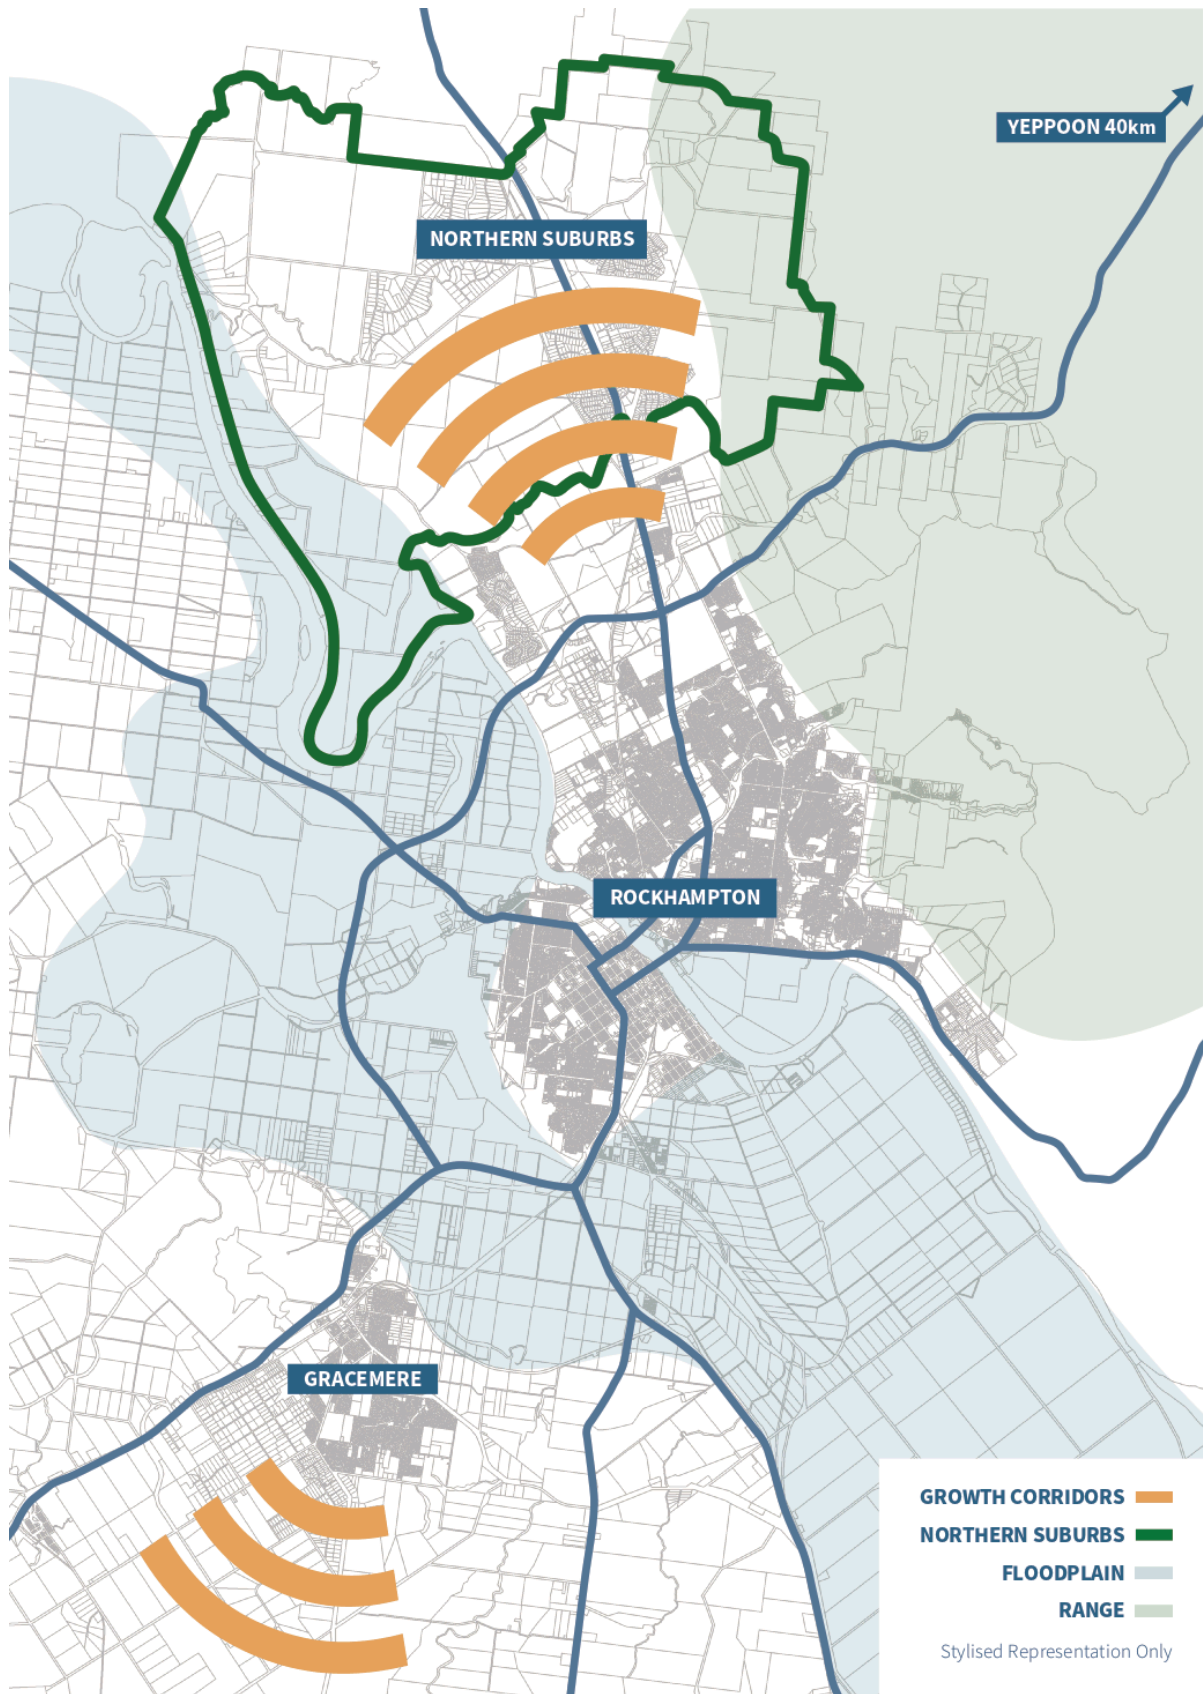 YEPPOON 40km
NORTHERN SUBURBS
ROCKHAMPTON
GRACEMERE
GROWTH CORRIDORS
NORTHERN SUBURBS
FLOODPLAIN
RANGE
Stylised Representation Only